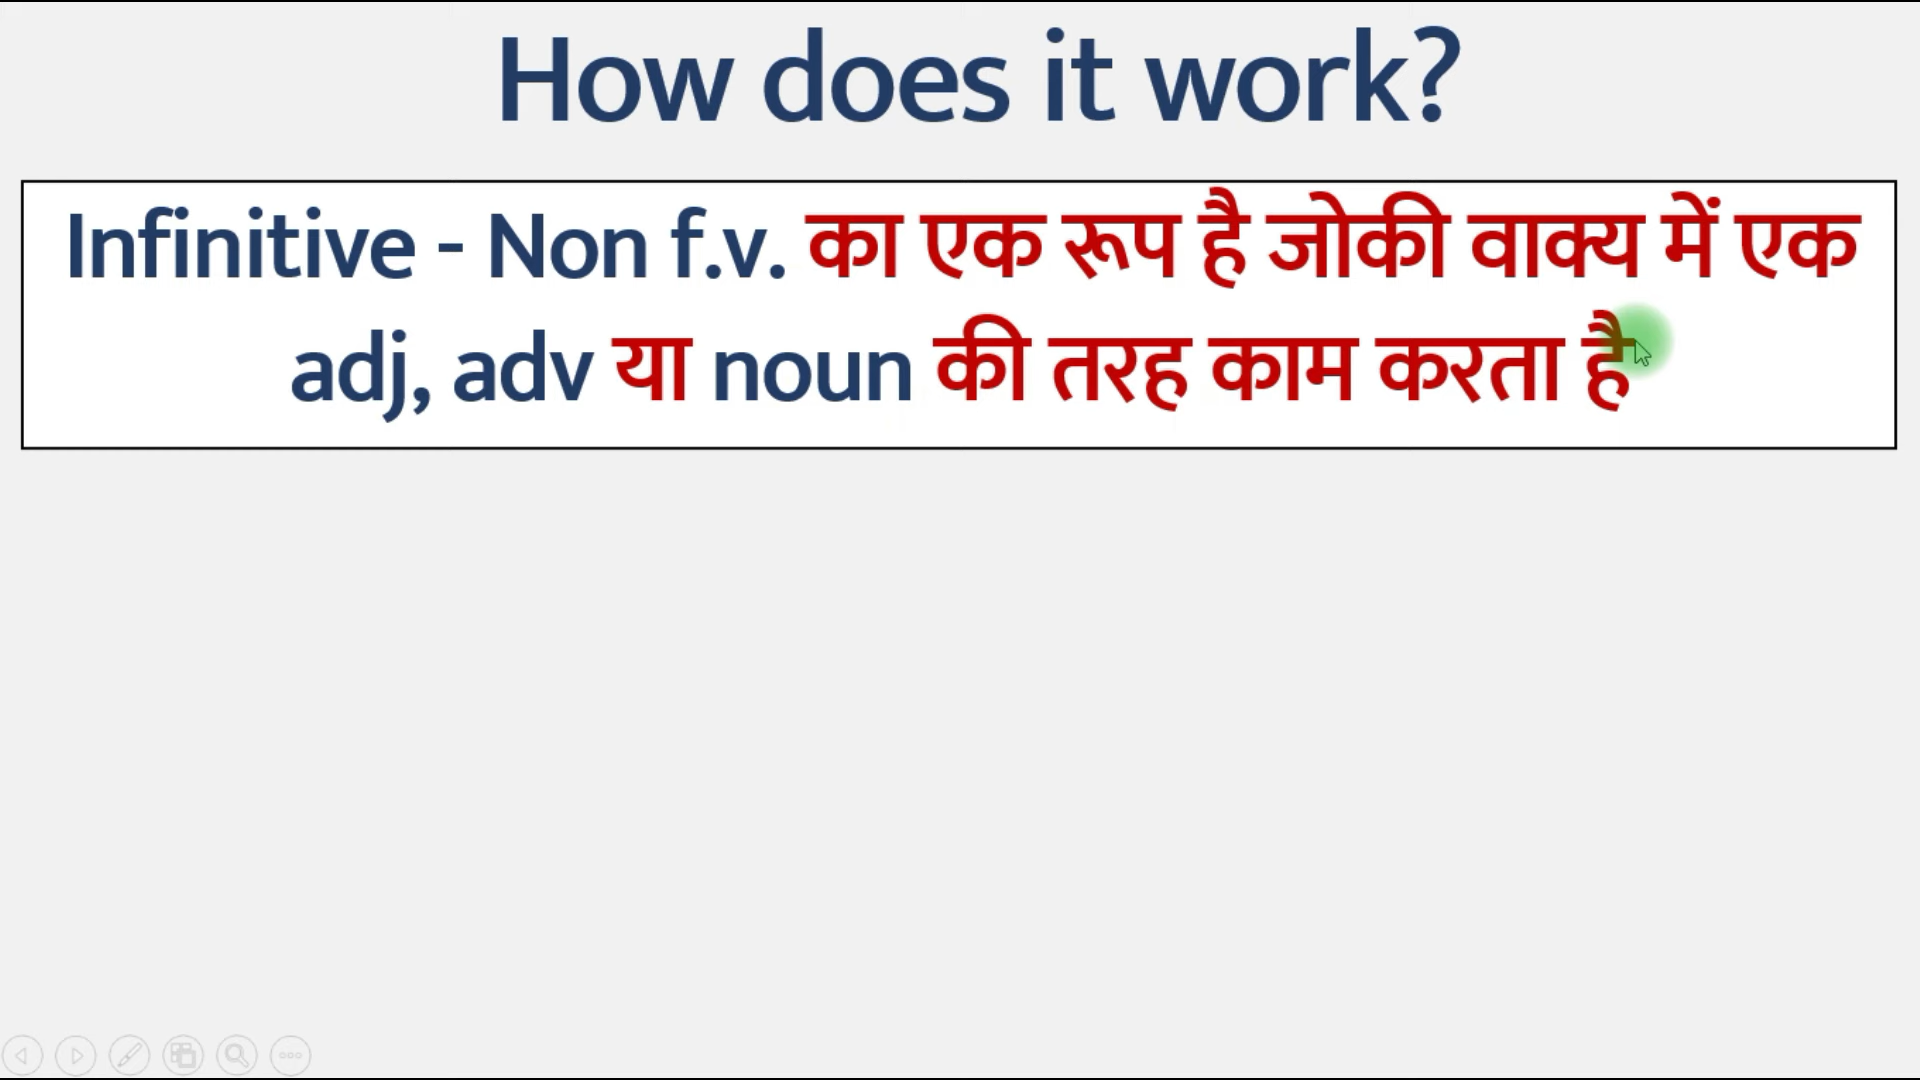 How does it work?
Infinitive - Non f.v. का एक रूप है जोकी वाक्य में एक
adj, adv या noun की तरह काम करता है